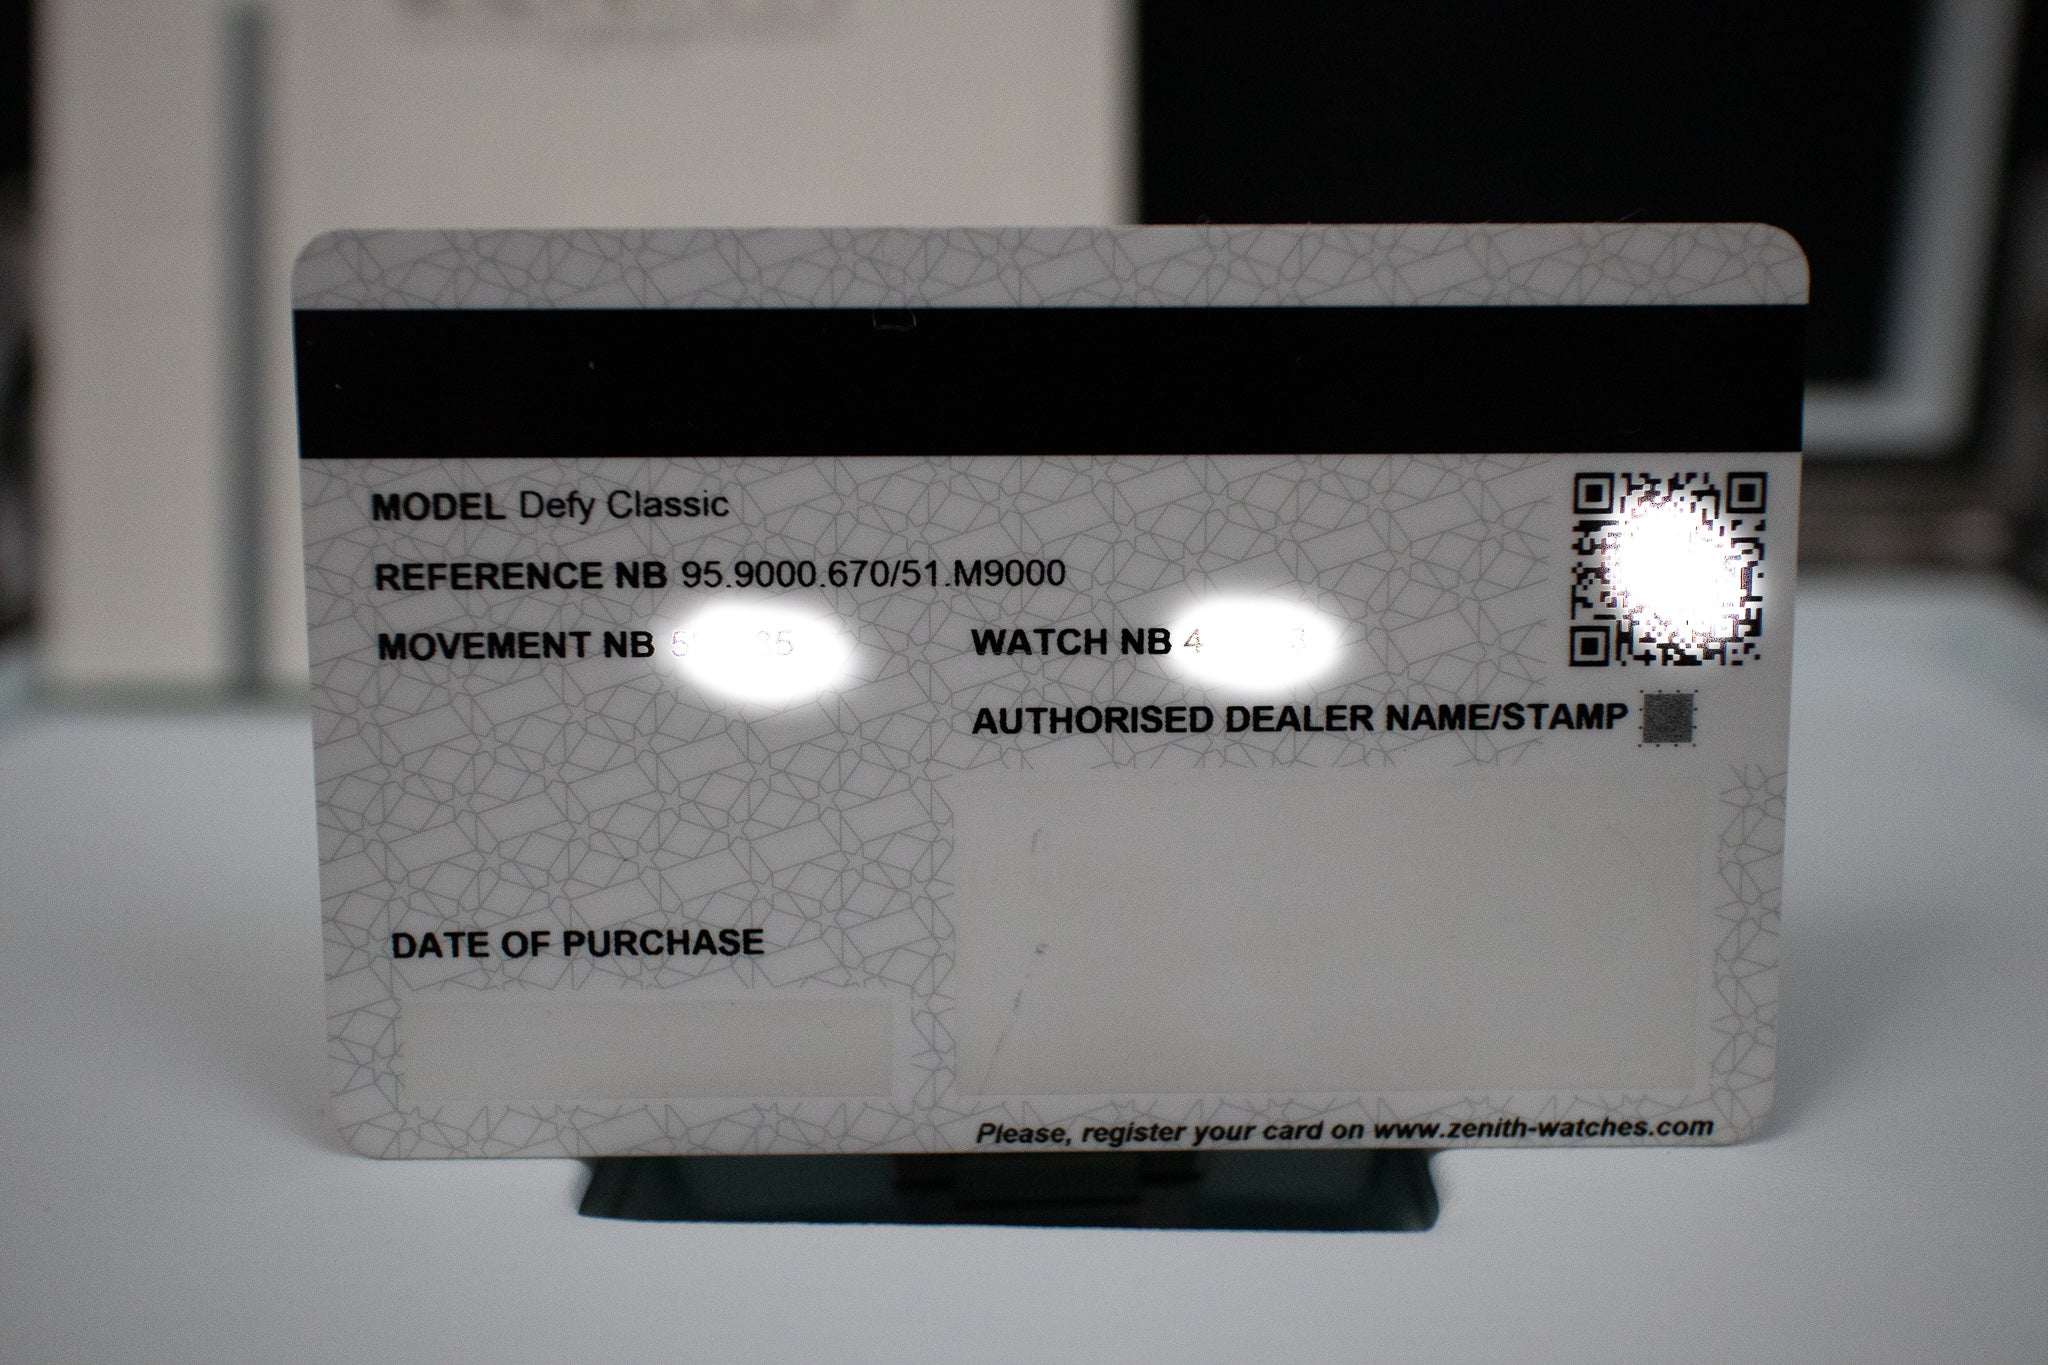 MODEL Defy Classic
REFERENCE NB 95.9000.670/51.M9000
MOVEMENT NB
WATCH NB
AUTHORISED DEALER NAME/STAMP
DATE OF PURCHASE
Please, register your card on www.zenith-watches.com